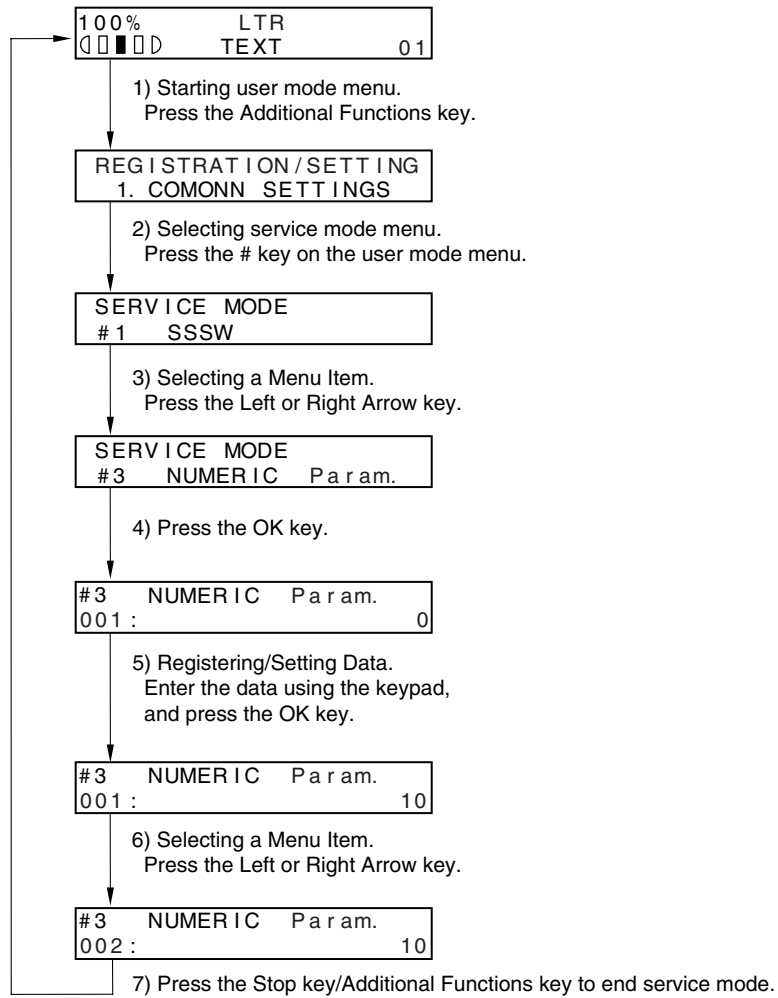 100% LTR
TEXT 01
1) Starting user mode menu.
Press the Additional Functions key.
REGISTRATION/SETTING
1. COMONN SETTINGS
2) Selecting service mode menu.
Press the # key on the user mode menu.
SERVICE MODE
#1 SSSW
3) Selecting a Menu Item.
Press the Left or Right Arrow key.
SERVICE MODE
#3 NUMERIC Param.
4) Press the OK key.
#3 NUMERIC Param.
001: 0
5) Registering/Setting Data.
Enter the data using the keypad,
and press the OK key.
#3 NUMERIC Param.
001: 10
6) Selecting a Menu Item.
Press the Left or Right Arrow key.
#3 NUMERIC Param.
002: 10
7) Press the Stop key/Additional Functions key to end service mode.